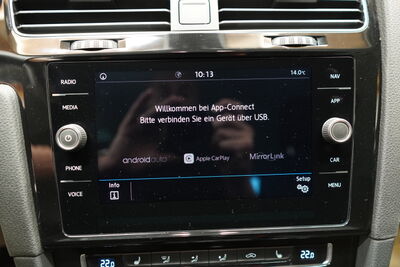 RADIO
MEDIA
PHONE
VOICE
10:13
14.0°C
Willkommen bei App-Connect
Bitte verbinden Sie ein Gerät über USB.
androidauto
Apple CarPlay
MirrorLink
Info
Setup
NAV
APP
CAR
MENU
22.0
22.0